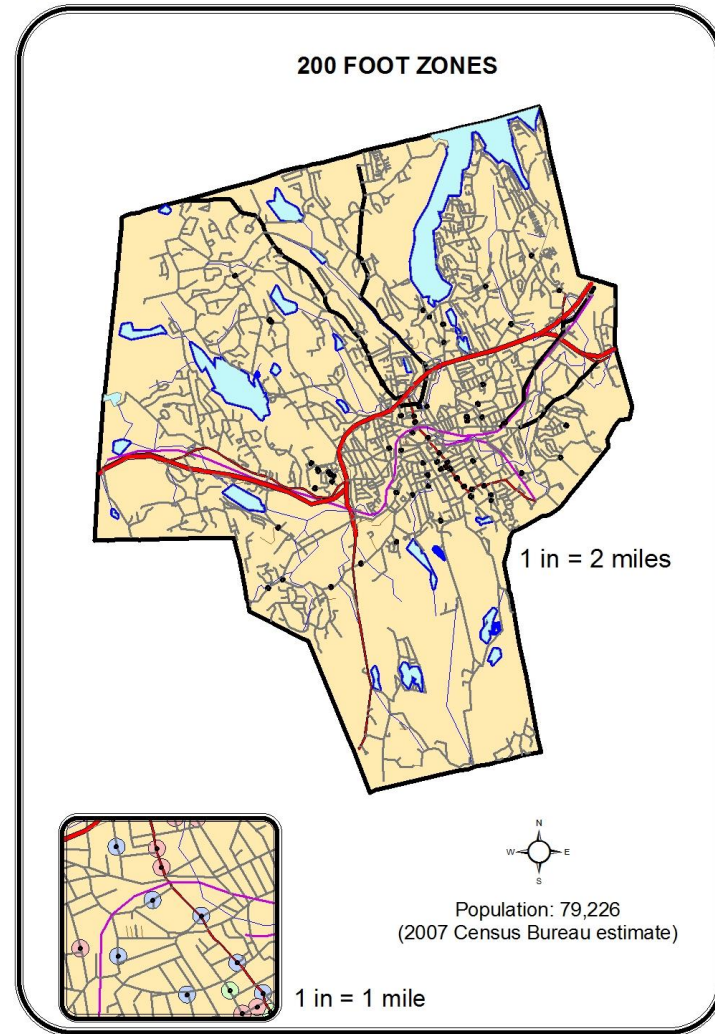 200 FOOT ZONES
1 in = 2 miles
N
W E
S
Population: 79,226
(2007 Census Bureau estimate)
1 in = 1 mile